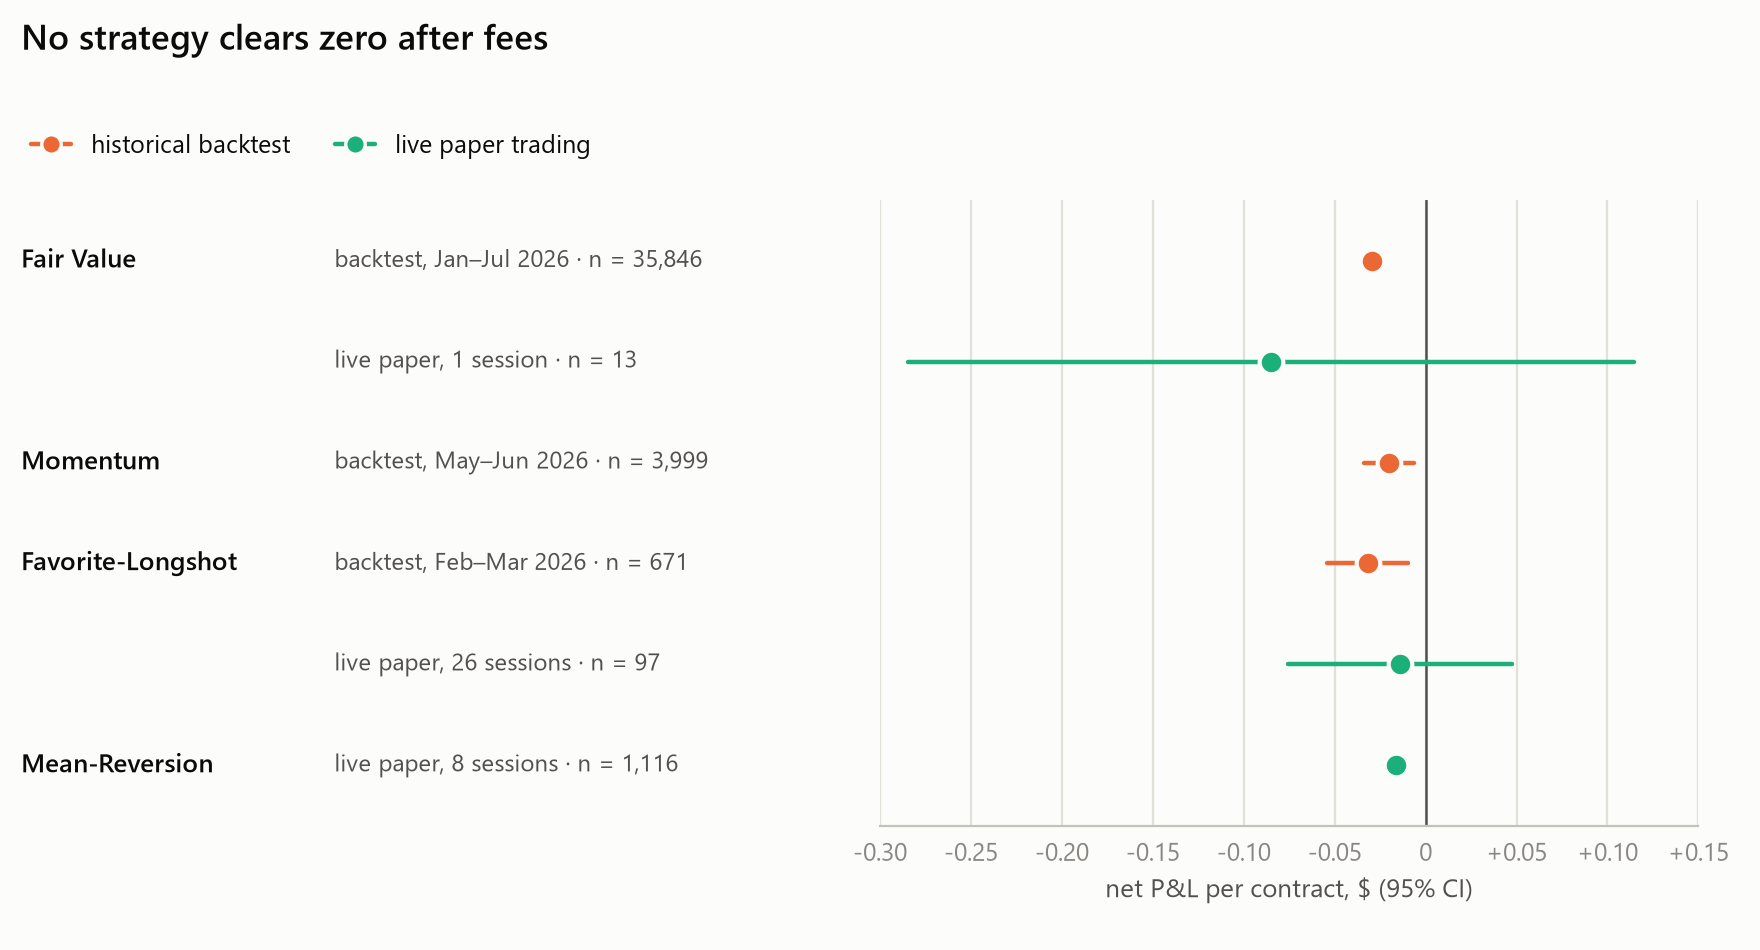 No strategy clears zero after fees
historical backtest live paper trading
Fair Value backtest, Jan–Jul 2026 · n = 35,846
live paper, 1 session · n = 13
Momentum backtest, May–Jun 2026 · n = 3,999
Favorite-Longshot backtest, Feb–Mar 2026 · n = 671
live paper, 26 sessions · n = 97
Mean-Reversion live paper, 8 sessions · n = 1,116
-0.30 -0.25 -0.20 -0.15 -0.10 -0.05 0 +0.05 +0.10 +0.15
net P&L per contract, $ (95% CI)